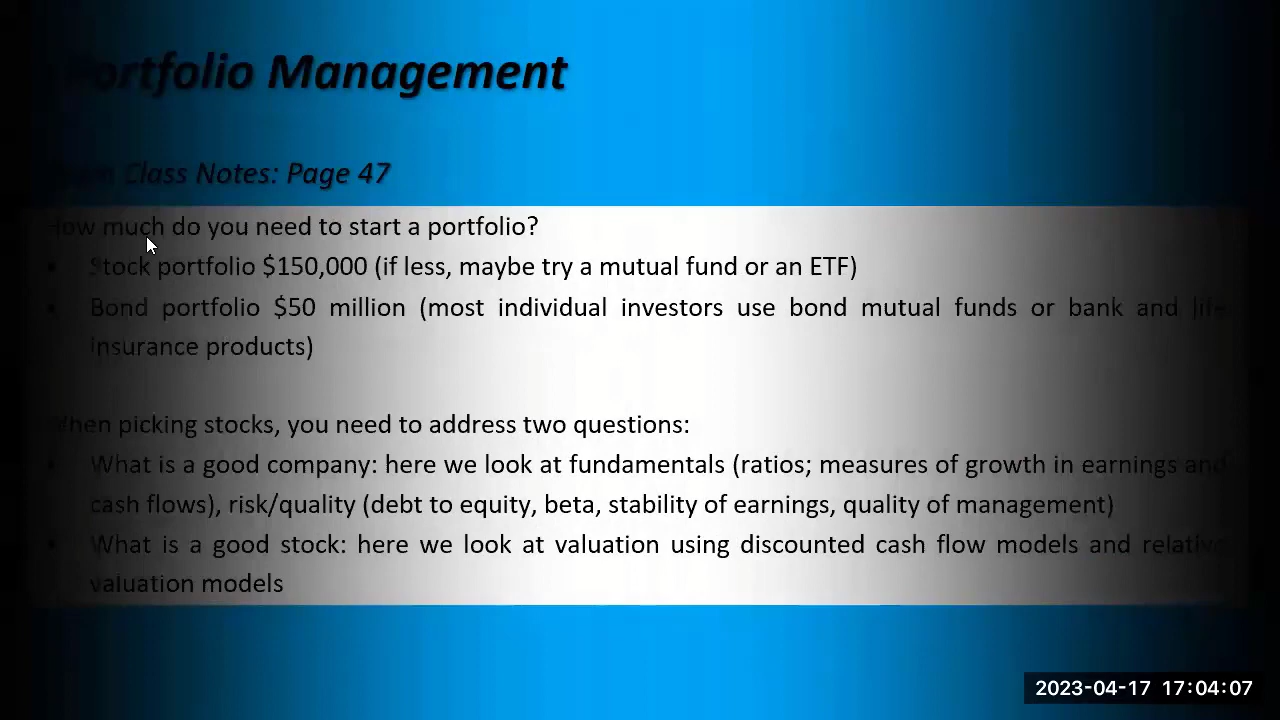 Portfolio Management
Exam Class Notes: Page 47
How much do you need to start a portfolio?
• Stock portfolio $150,000 (if less, maybe try a mutual fund or an ETF)
• Bond portfolio $50 million (most individual investors use bond mutual funds or bank and life
insurance products)
When picking stocks, you need to address two questions:
• What is a good company: here we look at fundamentals (ratios; measures of growth in earnings and
cash flows), risk/quality (debt to equity, beta, stability of earnings, quality of management)
• What is a good stock: here we look at valuation using discounted cash flow models and relative
valuation models
2023-04-17 17:04:07